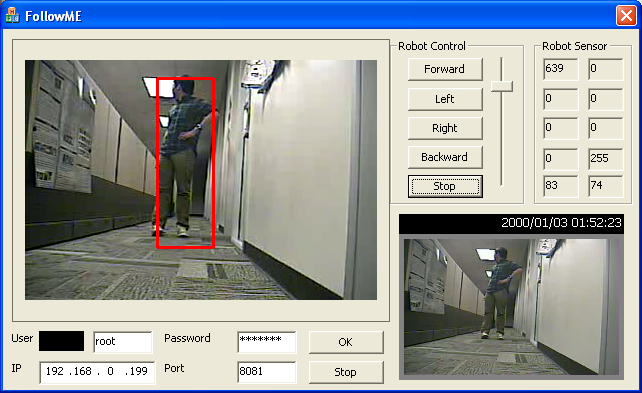 FollowME
Robot Control
Forward
Left
Right
Backward
Stop
Robot Sensor
639 0
0 0
0 0
0 255
83 74
2000/01/03 01:52:23
User root Password ******* OK
IP 192 .168 . 0 .199 Port 8081 Stop